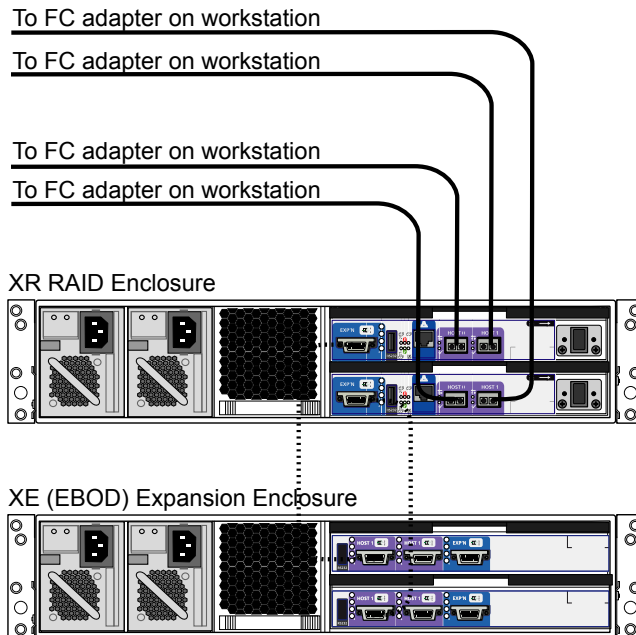 To FC adapter on workstation
To FC adapter on workstation
To FC adapter on workstation
To FC adapter on workstation
XR RAID Enclosure
EXP'N
HOST 0
HOST 1
EXP'N
HOST 0
HOST 1
XE (EBOD) Expansion Enclosure
HOST 1
HOST 1
EXP'N
HOST 1
HOST 1
EXP'N